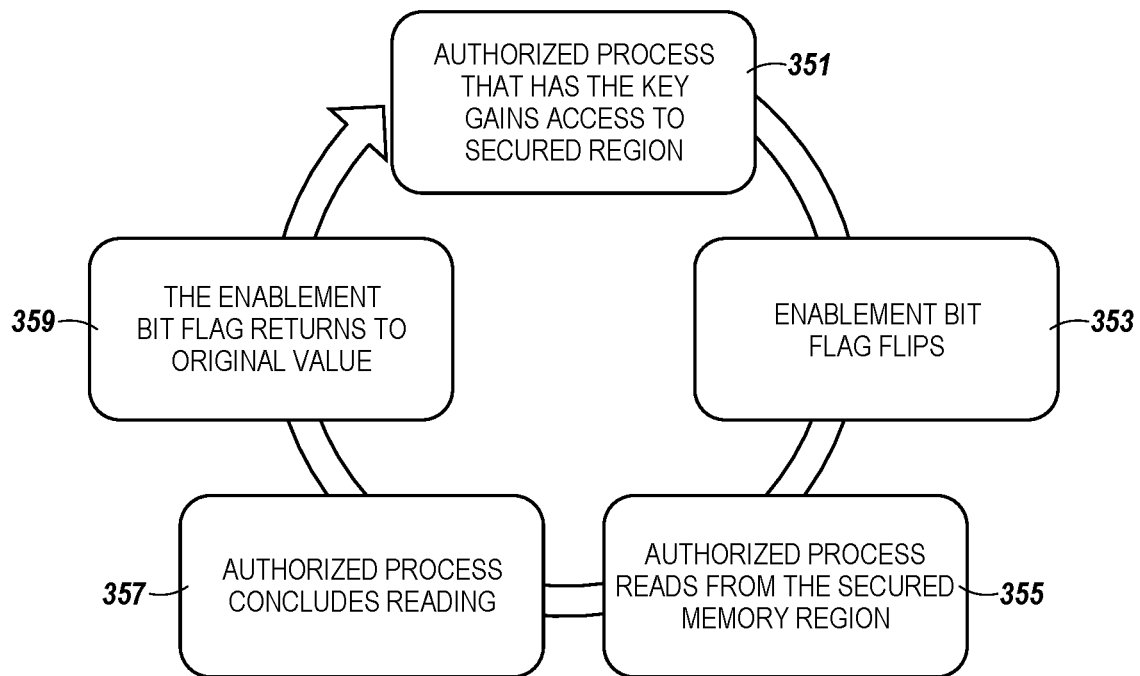 AUTHORIZED PROCESS
THAT HAS THE KEY
GAINS ACCESS TO
SECURED REGION
351
ENABLEMENT BIT
FLAG FLIPS
353
AUTHORIZED PROCESS
READS FROM THE SECURED
MEMORY REGION
355
AUTHORIZED PROCESS
CONCLUDES READING
357
THE ENABLEMENT
BIT FLAG RETURNS TO
ORIGINAL VALUE
359